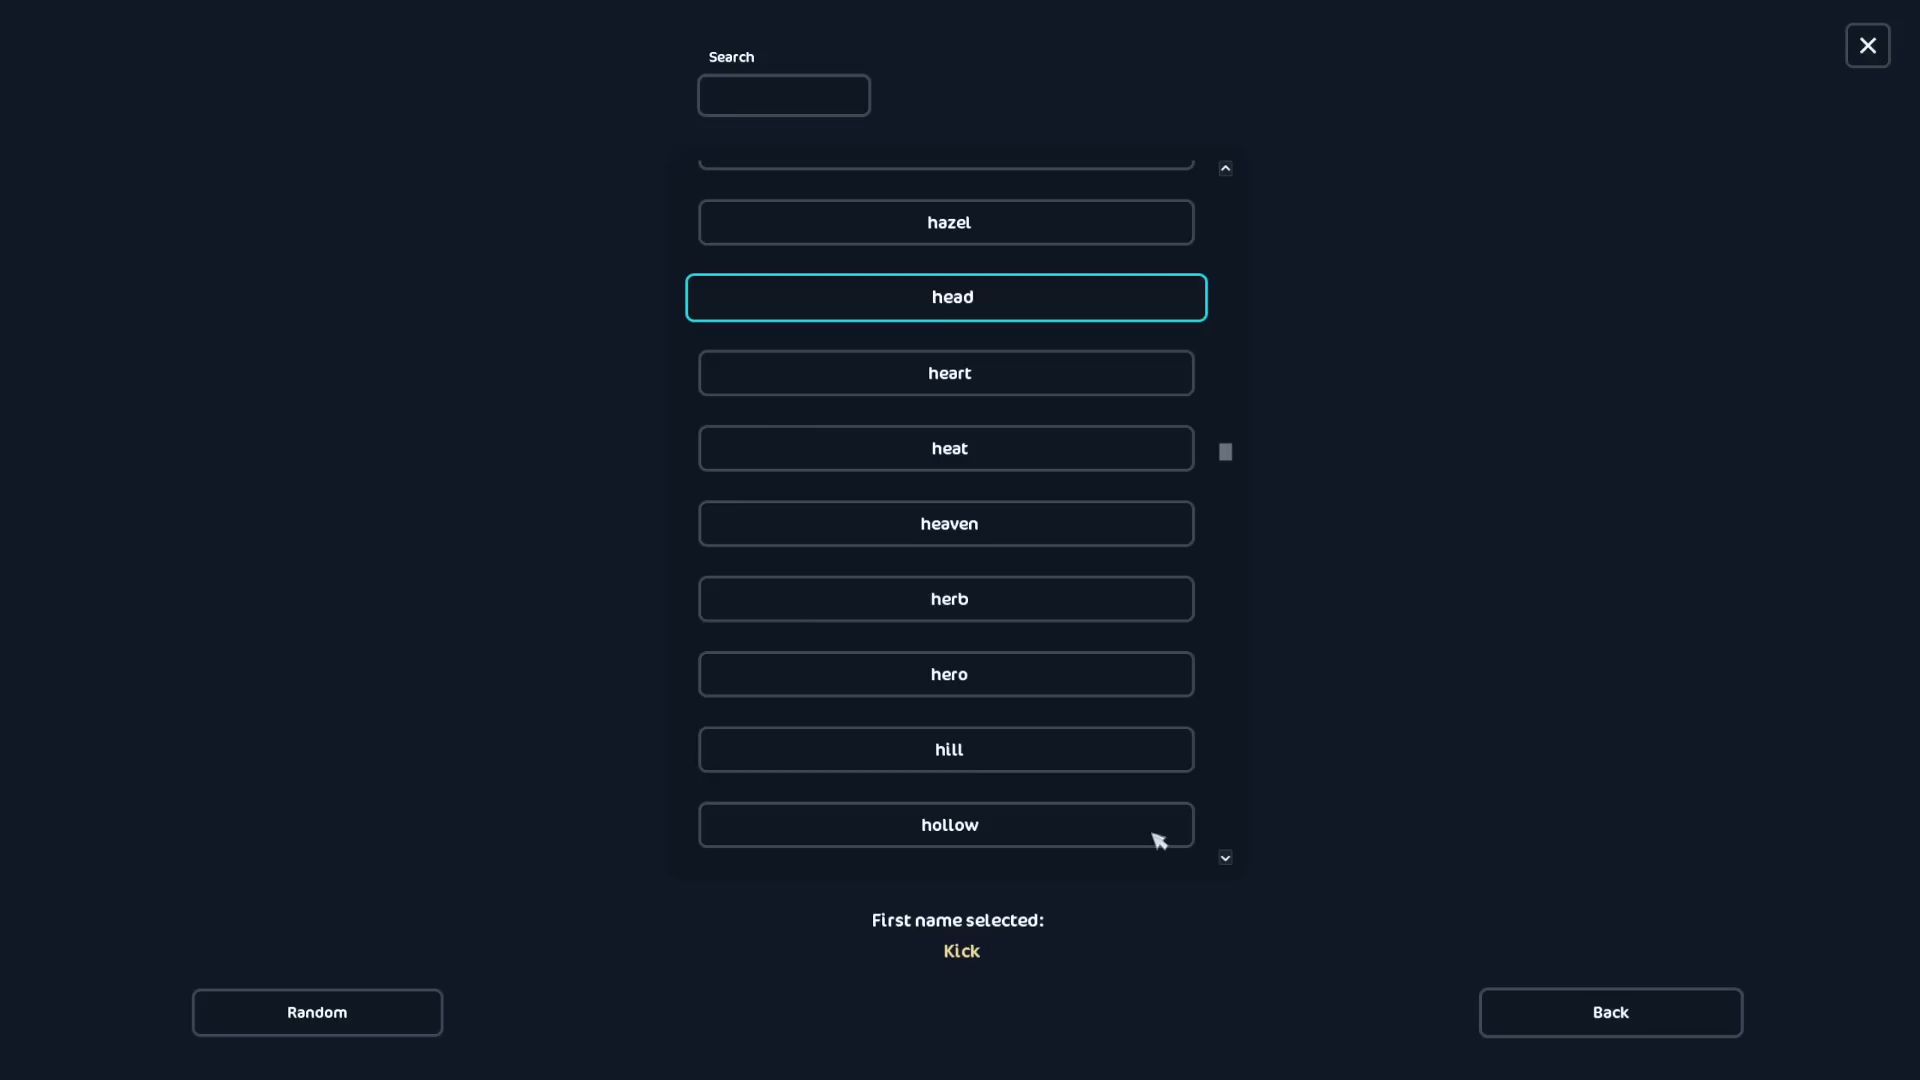 Search
hazel
head
heart
heat
heaven
herb
hero
hill
hollow
First name selected:
Kick
Random
Back